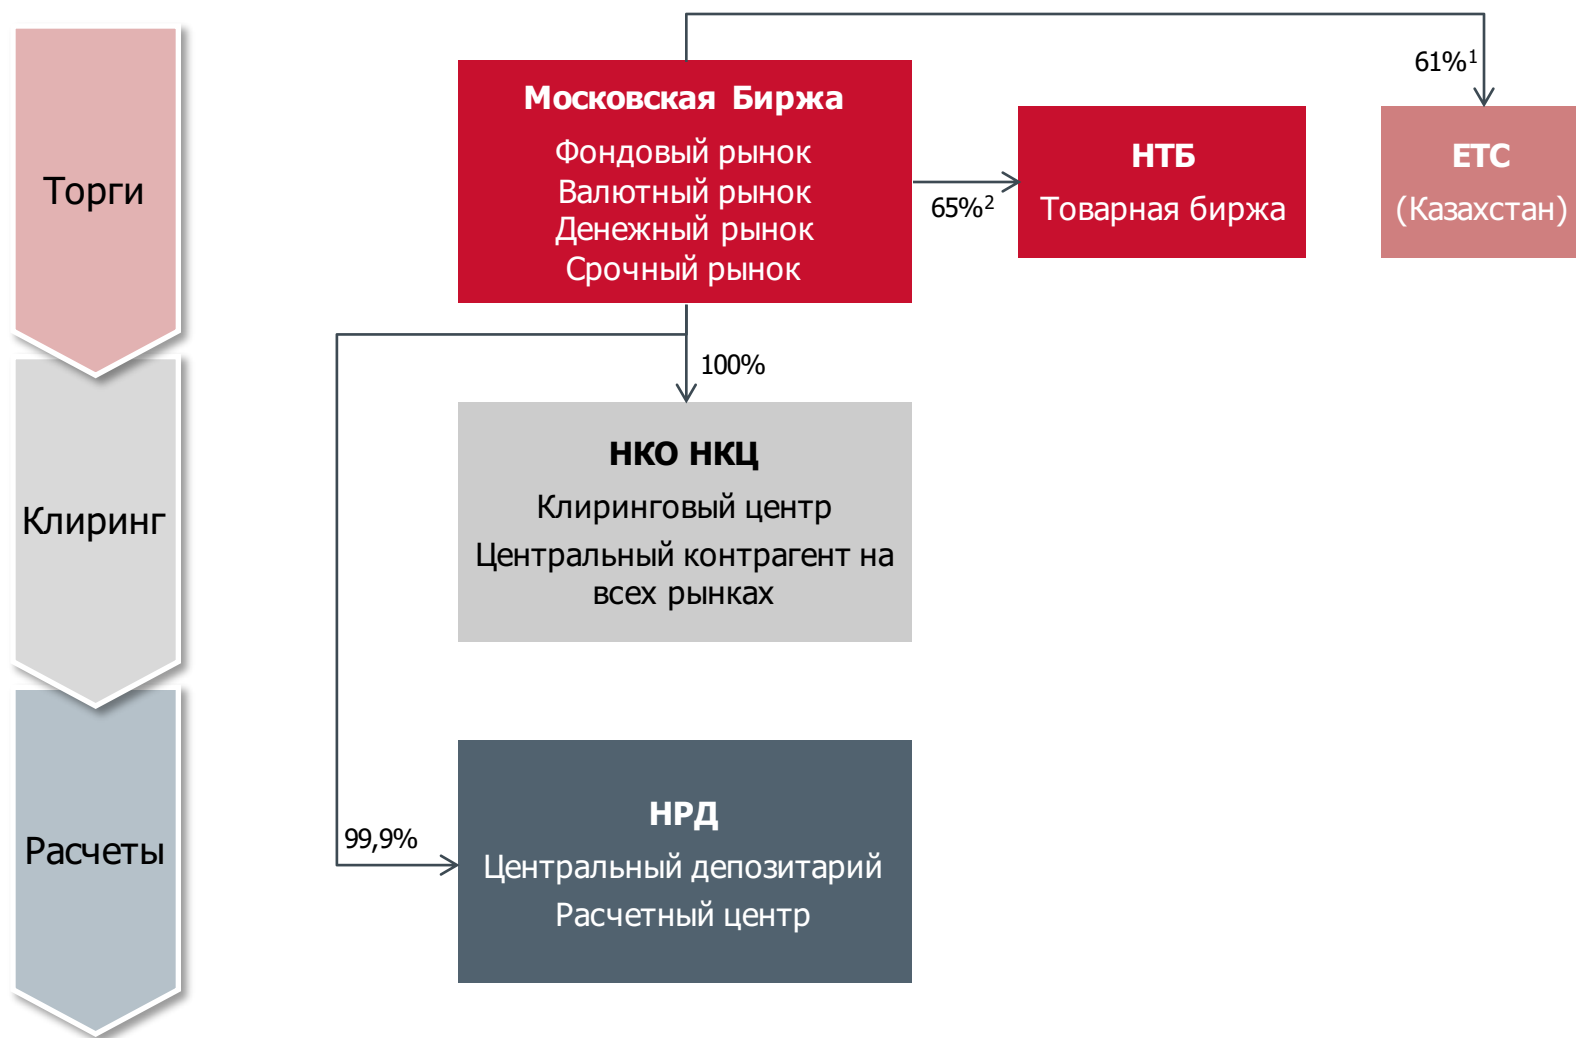 Торги
Московская Биржа
Фондовый рынок
Валютный рынок
Денежный рынок
Срочный рынок
65%²
НТБ
Товарная биржа
61%¹
ЕТС
(Казахстан)
100%
Клиринг
НКО НКЦ
Клиринговый центр
Центральный контрагент на
всех рынках
Расчеты
99,9%
НРД
Центральный депозитарий
Расчетный центр